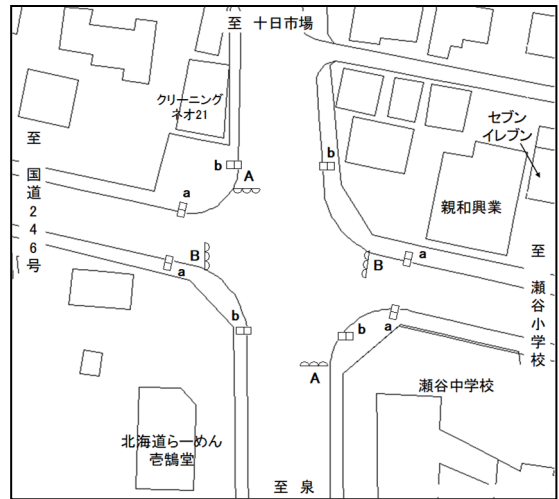 至 十日市場
クリーニング
ネオ21
セブン
イレブン
至 国道246号
b
A
b
a
親和興業
B
a
B
a
至 瀬谷小学校
b
a
b
A
瀬谷中学校
北海道らーめん
壱鵠堂
至 泉